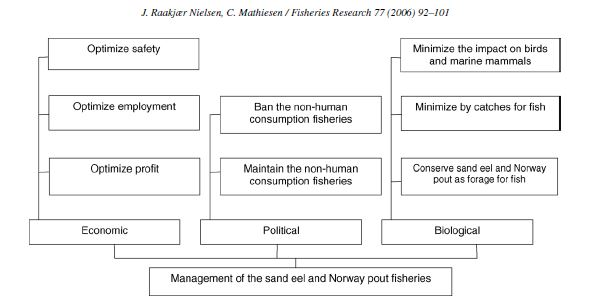 J. Raakjær Nielsen, C. Mathiesen / Fisheries Research 77 (2006) 92–101
Optimize safety
Minimize the impact on birds
and marine mammals
Optimize employment
Ban the non-human
consumption fisheries
Minimize by catches for fish
Optimize profit
Maintain the non-human
consumption fisheries
Conserve sand eel and Norway
pout as forage for fish
Economic
Political
Biological
Management of the sand eel and Norway pout fisheries